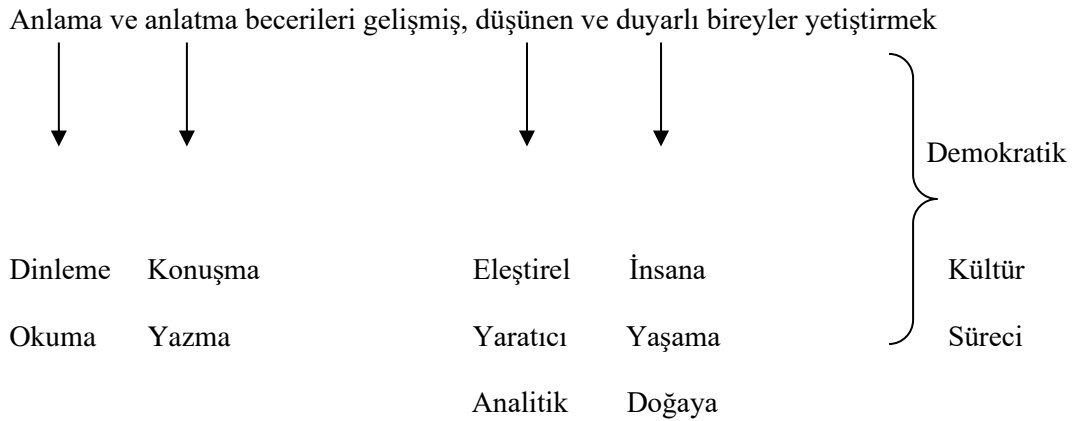 Anlama ve anlatma becerileri gelişmiş, düşünen ve duyarlı bireyler yetiştirmek
Demokratik
Dinleme Konuşma Eleştirel İnsana Kültür
Okuma Yazma Yaratıcı Yaşama Süreci
Analitik Doğaya